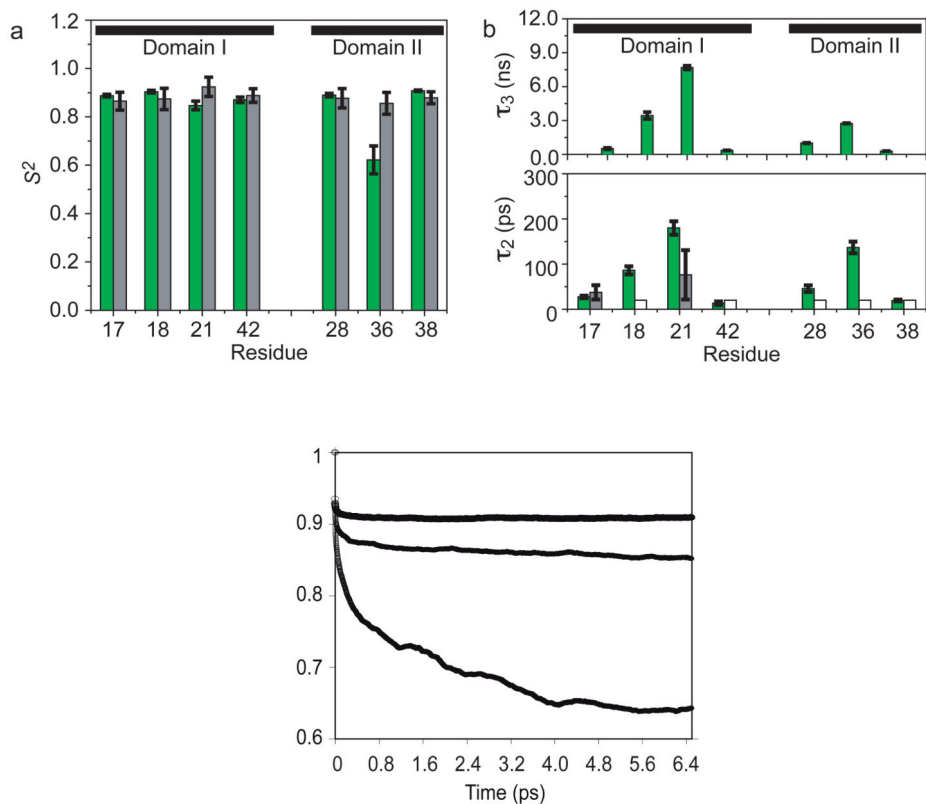 a
Domain I
Domain II
1.2
1.0
0.8
0.6
0.4
0.2
0.0
S²
17 18 21 42 28 36 38
Residue
b
Domain I
Domain II
12.0
9.0
6.0
3.0
0.0
τ₃ (ns)
300
200
100
0
τ₂ (ps)
17 18 21 42 28 36 38
Residue
1
0.9
0.8
0.7
0.6
0 0.8 1.6 2.4 3.2 4.0 4.8 5.6 6.4
Time (ps)